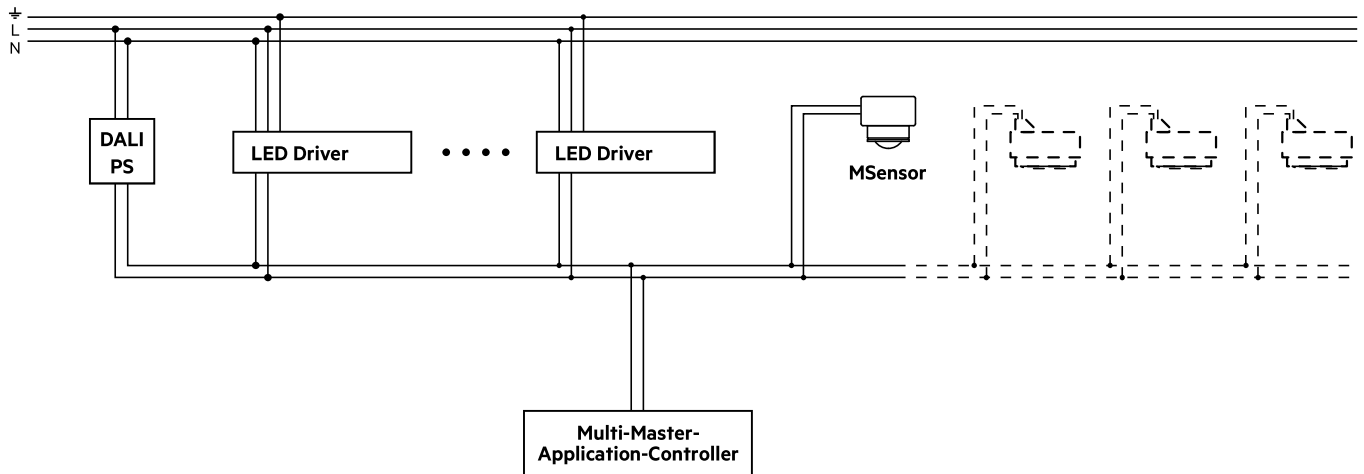 L
N
DALI
PS
LED Driver
LED Driver
MSensor
Multi-Master-
Application-Controller